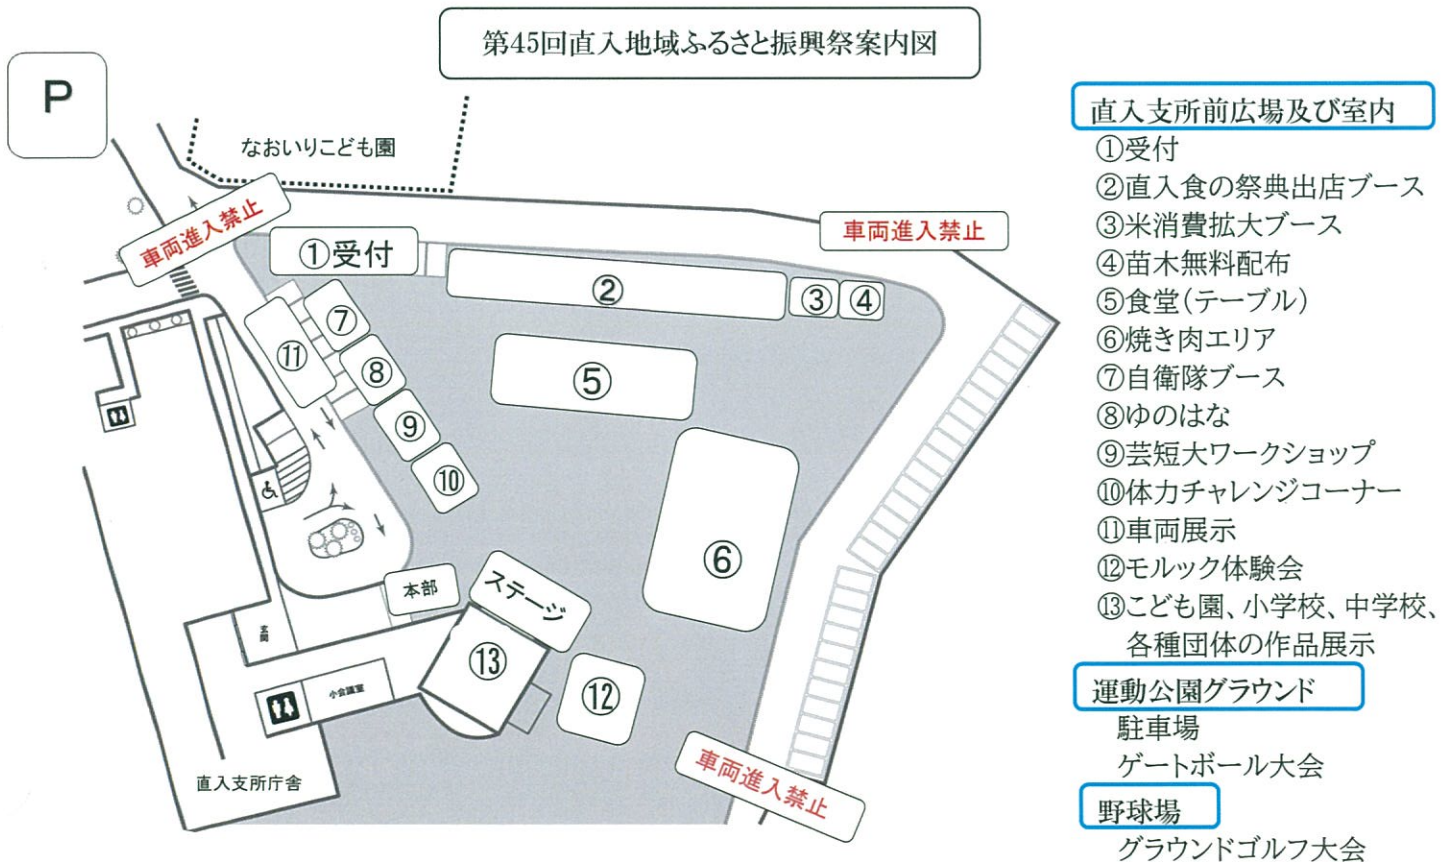 第45回直入地域ふるさと振興祭案内図
P
なおいりこども園
車両進入禁止
車両進入禁止
①受付
②
③
④
⑦
⑪
⑧
⑤
⑨
⑩
⑥
本部
ステージ
玄関
⑬
小会議室
⑫
車両進入禁止
直入支所庁舎
直入支所前広場及び室内
①受付
②直入食の祭典出店ブース
③米消費拡大ブース
④苗木無料配布
⑤食堂(テーブル)
⑥焼き肉エリア
⑦自衛隊ブース
⑧ゆのはな
⑨芸短大ワークショップ
⑩体力チャレンジコーナー
⑪車両展示
⑫モルック体験会
⑬こども園、小学校、中学校、
各種団体の作品展示
運動公園グラウンド
駐車場
ゲートボール大会
野球場
グラウンドゴルフ大会